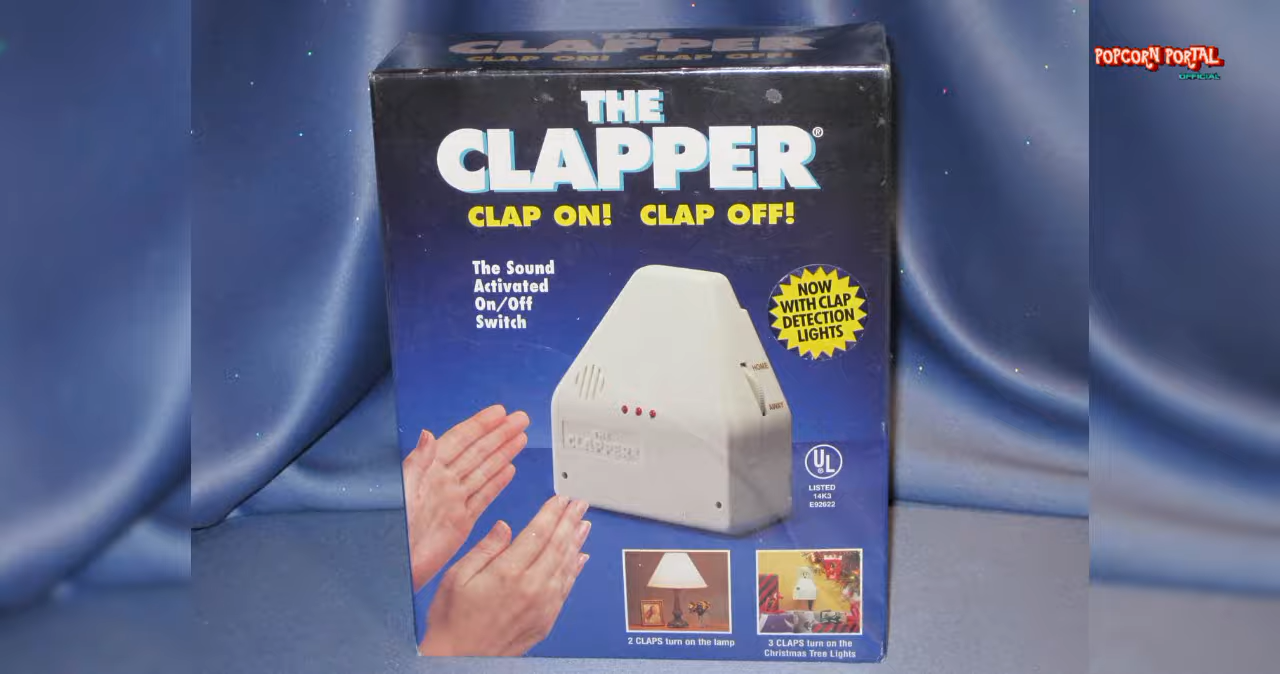 THE
CLAPPER
CLAP ON! CLAP OFF!
POPCORN PORTAL
OFFICIAL
THE
CLAPPER®
CLAP ON! CLAP OFF!
The Sound
Activated
On/Off
Switch
NOW
WITH CLAP
DETECTION
LIGHTS
HOME
AWAY
THE
CLAPPER
UL
®
LISTED
14K3
E92622
2 CLAPS turn on the lamp
3 CLAPS turn on the
Christmas Tree Lights